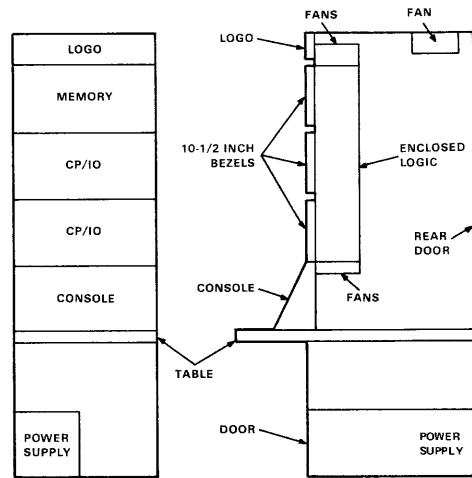 LOGO
MEMORY
CP/IO
CP/IO
CONSOLE
POWER
SUPPLY
TABLE
FANS
FAN
LOGO
10-1/2 INCH
BEZELS
ENCLOSED
LOGIC
REAR
DOOR
CONSOLE
FANS
DOOR
POWER
SUPPLY